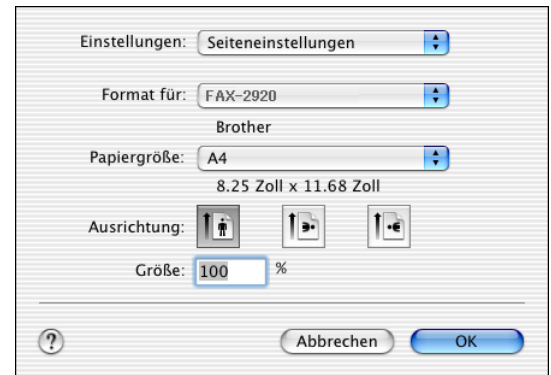 Einstellungen: Seiteneinstellungen
Format für: FAX-2920
Brother
Papiergröße: A4
8.25 Zoll x 11.68 Zoll
Ausrichtung:
Größe: 100 %
? Abbrechen OK